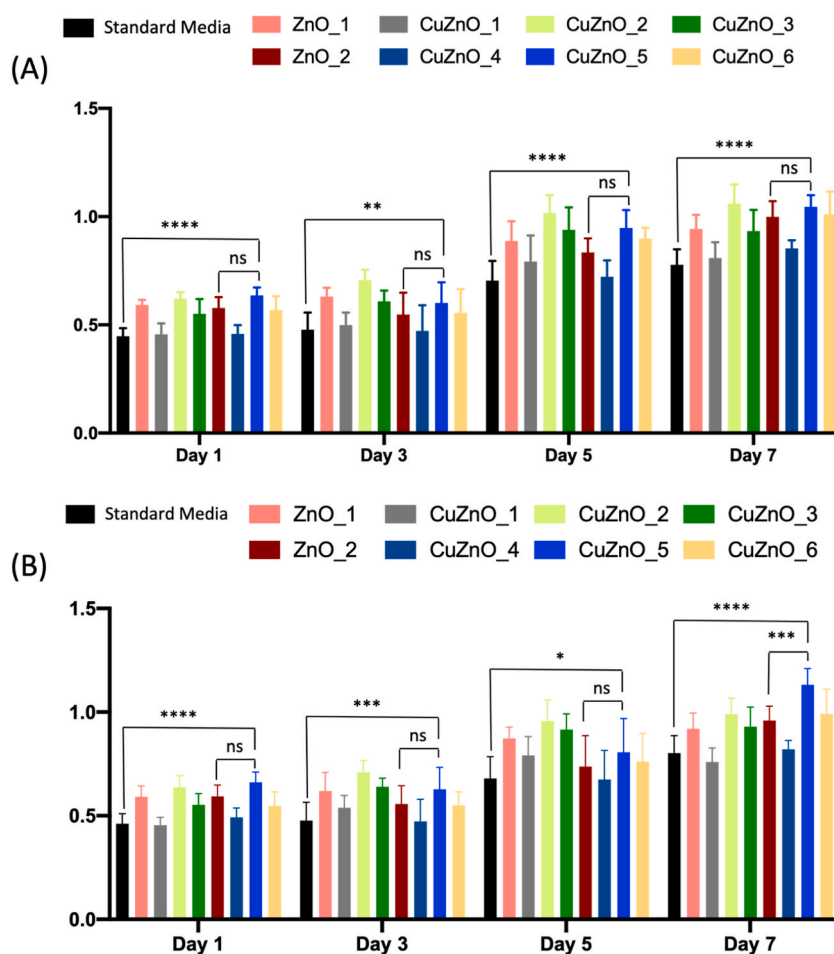 Standard Media ZnO_1 CuZnO_1 CuZnO_2 CuZnO_3
ZnO_2 CuZnO_4 CuZnO_5 CuZnO_6
(A)
1.5
**** ns ** ns **** ns **** ns
1.0
0.5
0.0
Day 1 Day 3 Day 5 Day 7
Standard Media ZnO_1 CuZnO_1 CuZnO_2 CuZnO_3
ZnO_2 CuZnO_4 CuZnO_5 CuZnO_6
(B)
1.5
**** ns *** ns * ns **** ***
1.0
0.5
0.0
Day 1 Day 3 Day 5 Day 7